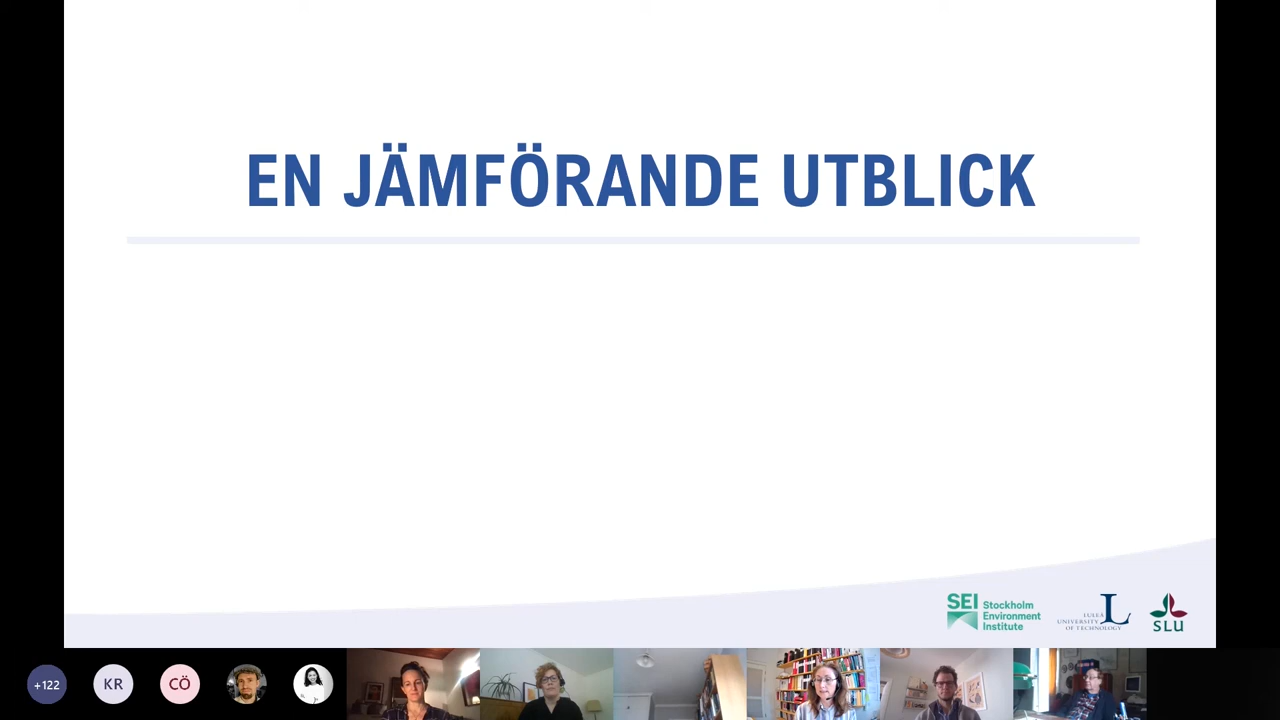 EN JÄMFÖRANDE UTBLICK
SEI Stockholm
Environment
Institute
LULEÅ
UNIVERSITY
OF TECHNOLOGY
SLU
+122
KR
CÖ